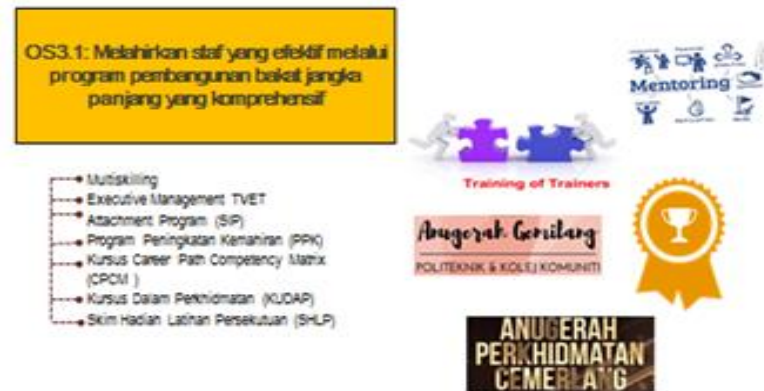 OS3.1: Melahirkan staf yang efektif melalui
program pembangunan bakat jangka
panjang yang komprehensif
Multiskilling
Executive Management TVET
Attachment Program (SIP)
Program Peningkatan Kemahiran (PPK)
Kursus Career Path Competency Matrix
(CPCM )
Kursus Dalam Perkhidmatan (KUDAP)
Skim Hadiah Latihan Persekutuan (SHLP)
Mentoring
Training of Trainers
Anugerah Gemilang
POLITEKNIK & KOLEJ KOMUNITI
ANUGERAH
PERKHIDMATAN
CEMERLANG